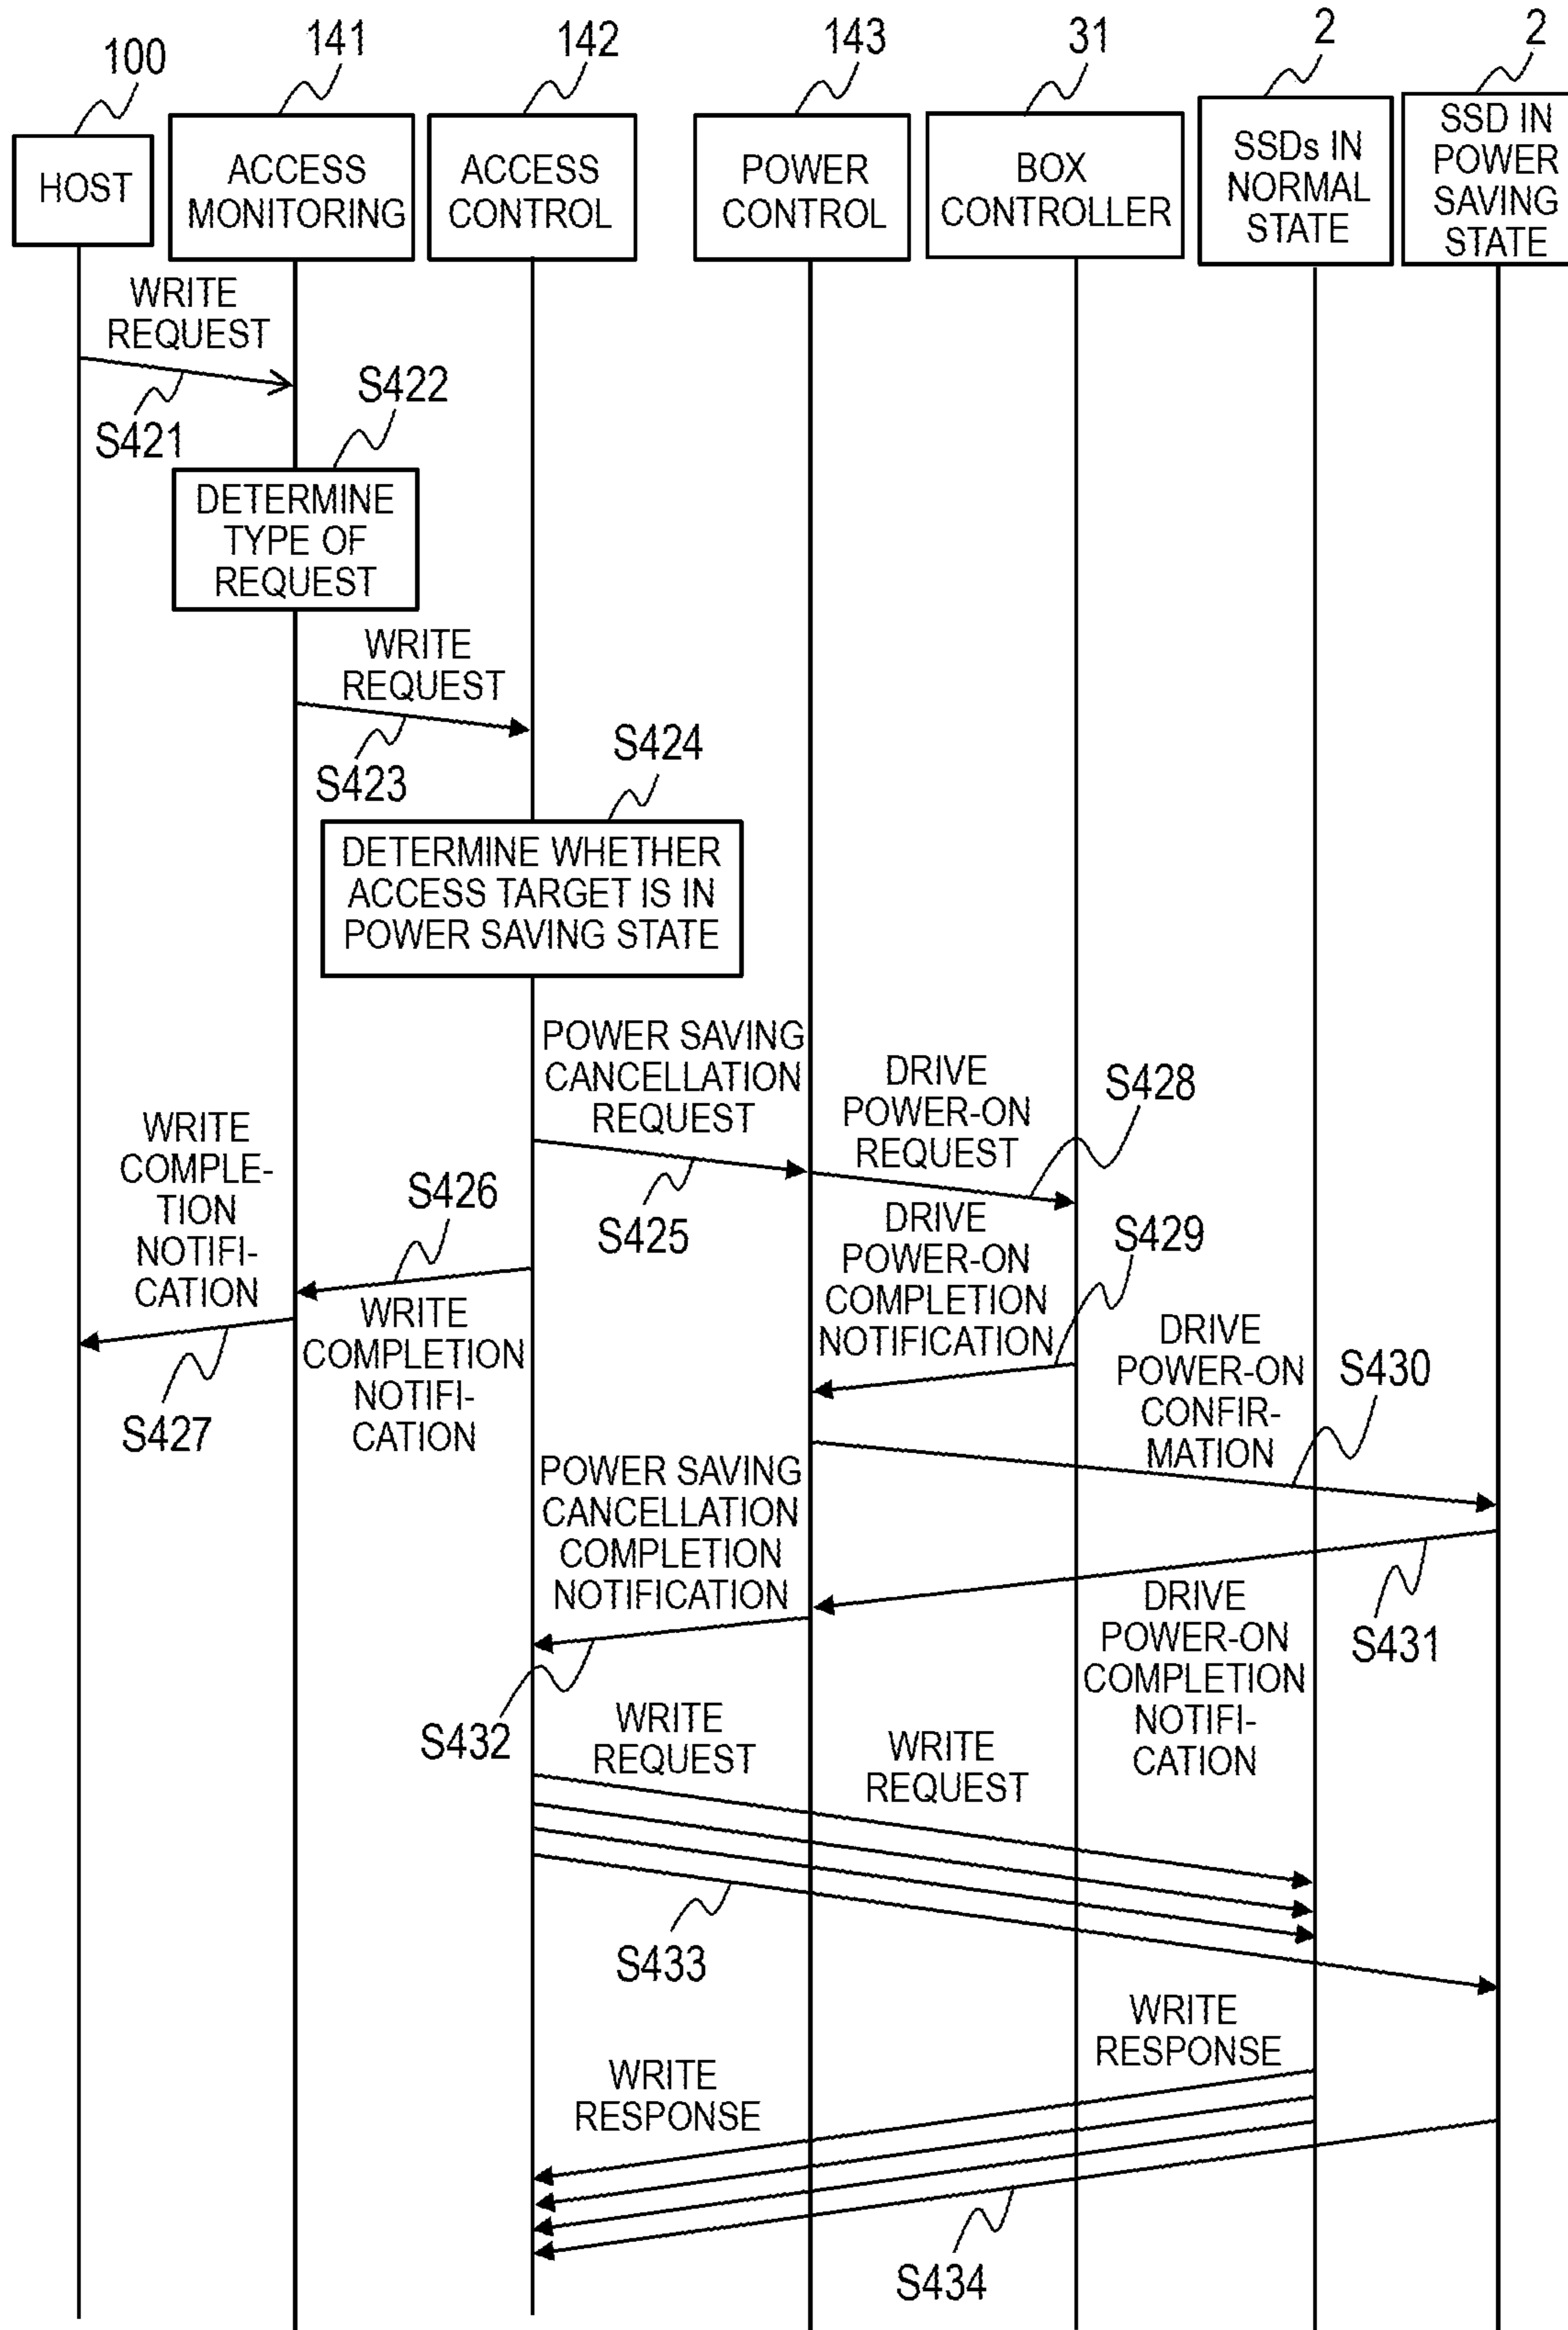 100
141
142
143
31
2
2
HOST
ACCESS
MONITORING
ACCESS
CONTROL
POWER
CONTROL
BOX
CONTROLLER
SSDs IN
NORMAL
STATE
SSD IN
POWER
SAVING
STATE
WRITE
REQUEST
S421
S422
DETERMINE
TYPE OF
REQUEST
WRITE
REQUEST
S423
S424
DETERMINE WHETHER
ACCESS TARGET IS IN
POWER SAVING STATE
POWER SAVING
CANCELLATION
REQUEST
S425
DRIVE
POWER-ON
REQUEST
S428
WRITE
COMPLE-
TION
NOTIFI-
CATION
S426
S427
WRITE
COMPLETION
NOTIFI-
CATION
DRIVE
POWER-ON
COMPLETION
NOTIFICATION
S429
DRIVE
POWER-ON
CONFIR-
MATION
S430
POWER SAVING
CANCELLATION
COMPLETION
NOTIFICATION
S432
DRIVE
POWER-ON
COMPLETION
NOTIFI-
CATION
S431
WRITE
REQUEST
WRITE
REQUEST
S433
WRITE
RESPONSE
WRITE
RESPONSE
S434